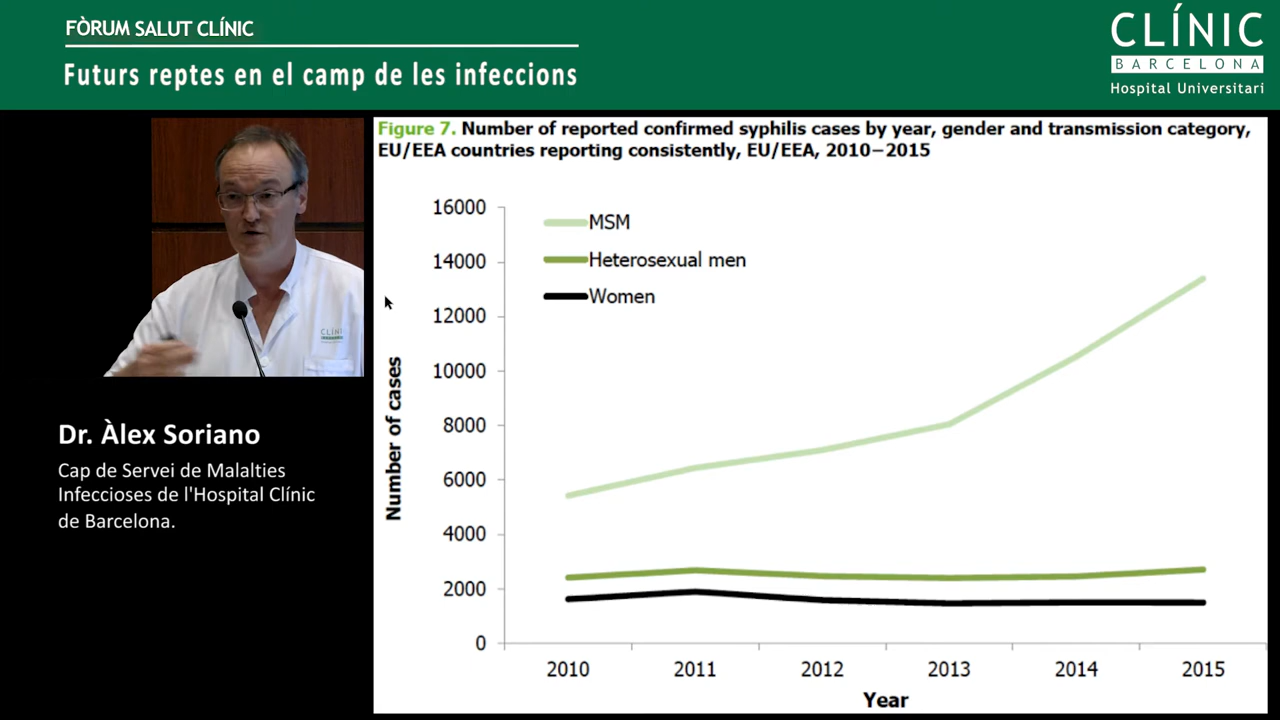 FÒRUM SALUT CLÍNIC
Futurs reptes en el camp de les infeccions
CLÍNIC
BARCELONA
Hospital Universitari
Figure 7. Number of reported confirmed syphilis cases by year, gender and transmission category,
EU/EEA countries reporting consistently, EU/EEA, 2010–2015
16000
14000
12000
10000
8000
6000
4000
2000
0
MSM
Heterosexual men
Women
Number of cases
2010 2011 2012 2013 2014 2015
Year
CLÍNIC
Dr. Àlex Soriano
Cap de Servei de Malalties
Infeccioses de l'Hospital Clínic
de Barcelona.